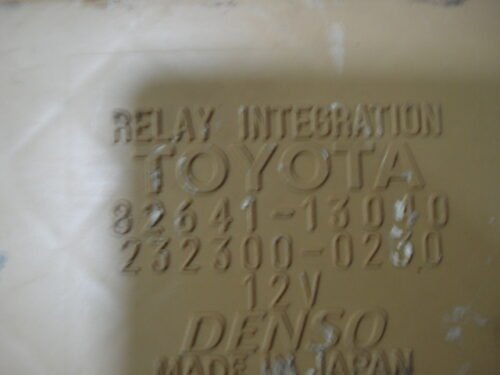 RELAY INTEGRATION
TOYOTA
82641-13040
232300-0230
12V
DENSO
MADE IN JAPAN